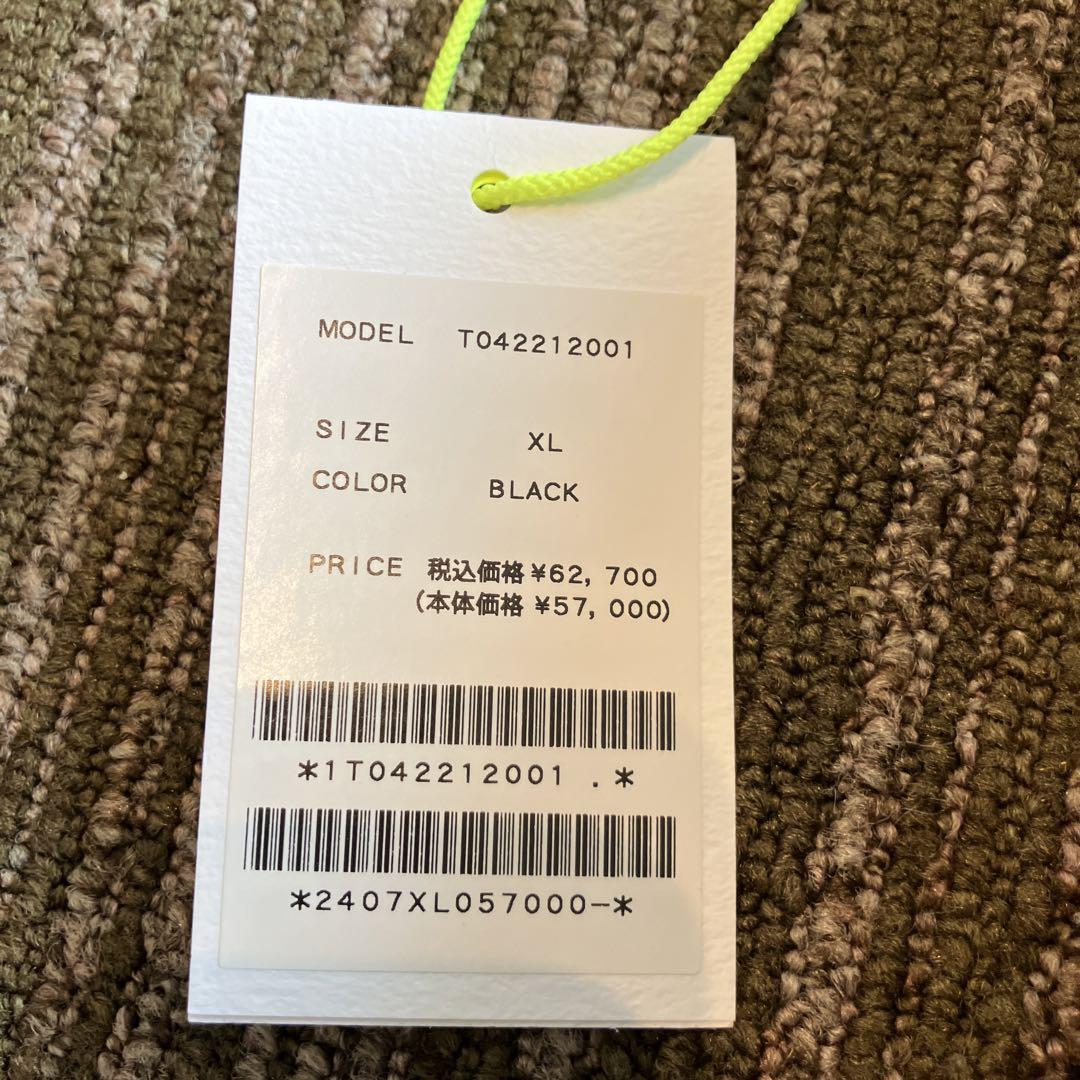 MODEL T042212001
SIZE XL
COLOR BLACK
PRICE 税込価格 ¥62, 700
(本体価格 ¥57, 000)
*1T042212001 .*
*2407XL057000-*